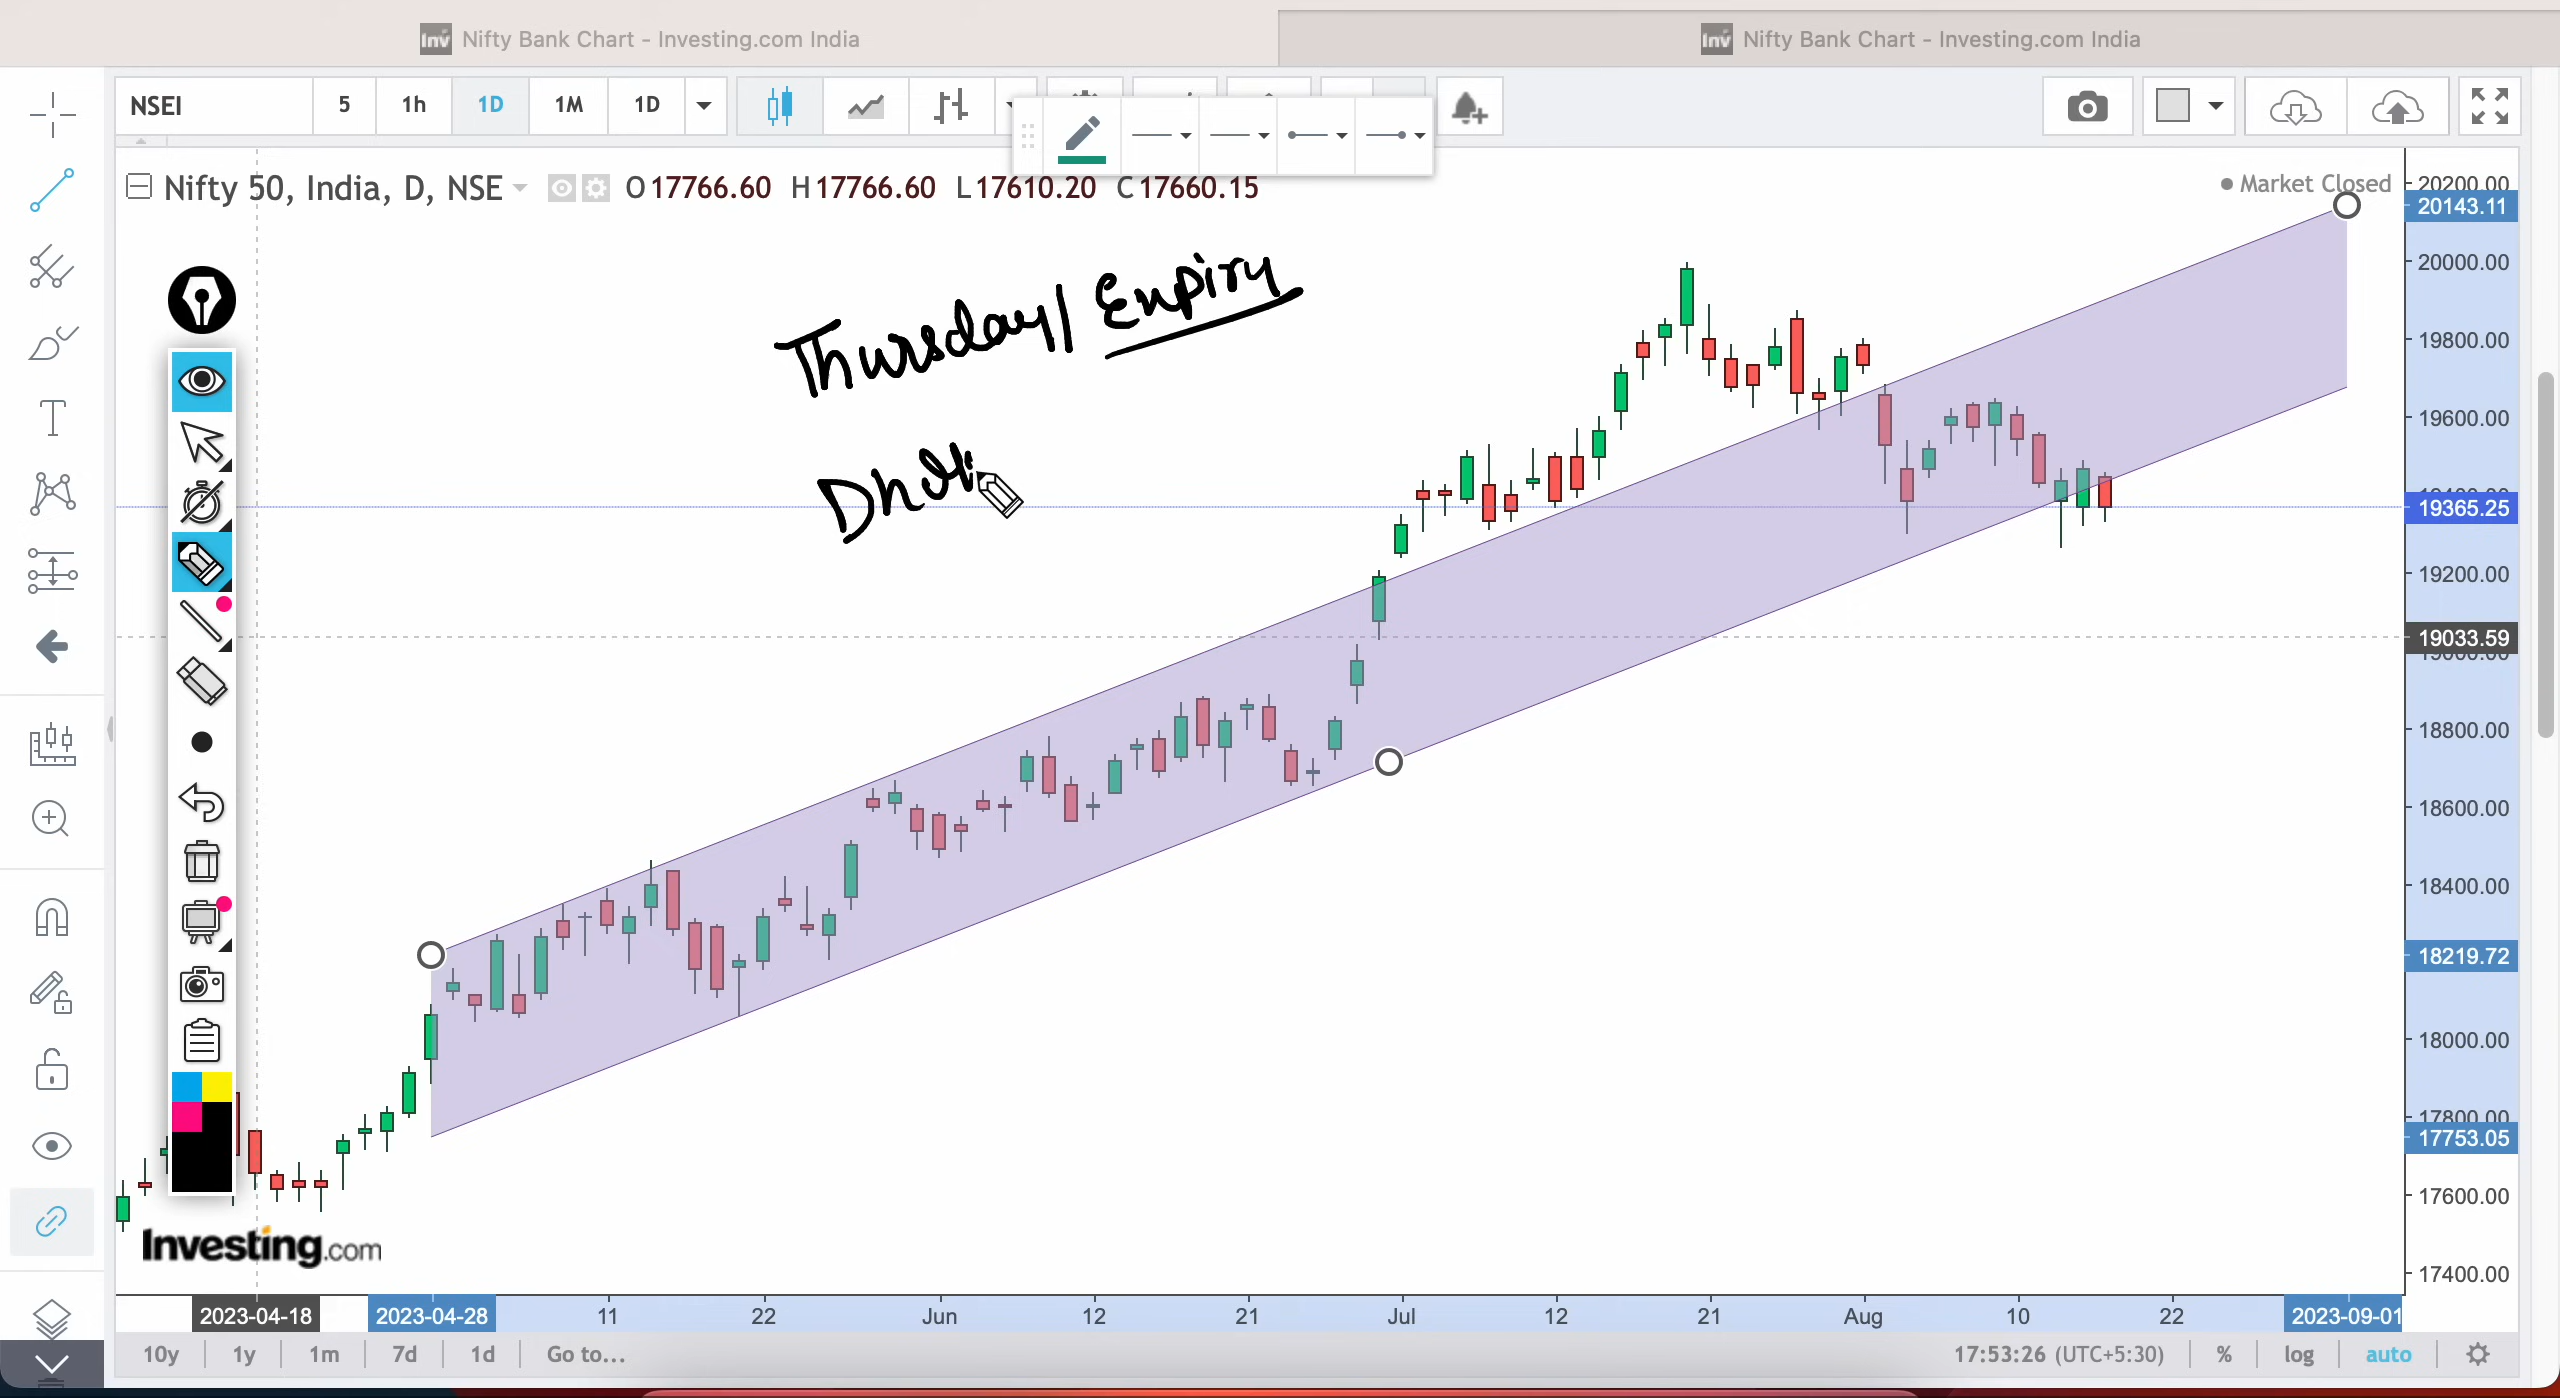 Nifty Bank Chart - Investing.com India
Nifty Bank Chart - Investing.com India
NSEI 5 1h 1D 1M 1D
Nifty 50, India, D, NSE O 17766.60 H 17766.60 L 17610.20 C 17660.15
Market Closed
20200.00
20143.11
20000.00
19800.00
19600.00
19365.25
19200.00
19033.59
18800.00
18600.00
18400.00
18219.72
18000.00
17800.00
17753.05
17600.00
17400.00
Thursday/ Expiry
Investing.com
2023-04-18 2023-04-28 11 22 Jun 12 21 Jul 12 21 Aug 10 22 2023-09-01
10y 1y 1m 7d 1d Go to... 17:53:26 (UTC+5:30) % log auto